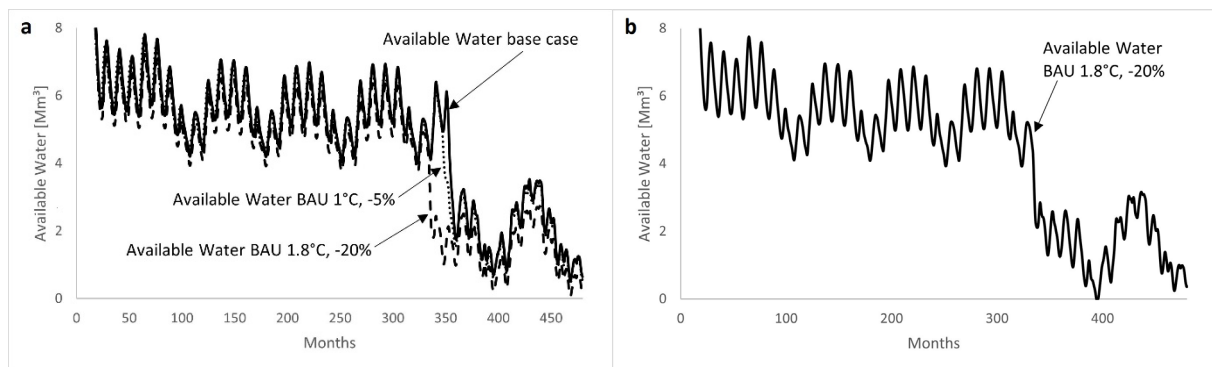 a
8
6
4
2
0
Available Water [Mm³]
Available Water base case
Available Water BAU 1°C, -5%
Available Water BAU 1.8°C, -20%
0 50 100 150 200 250 300 350 400 450
Months
b
8
6
4
2
0
Available Water [Mm³]
Available Water
BAU 1.8°C, -20%
0 100 200 300 400
Months